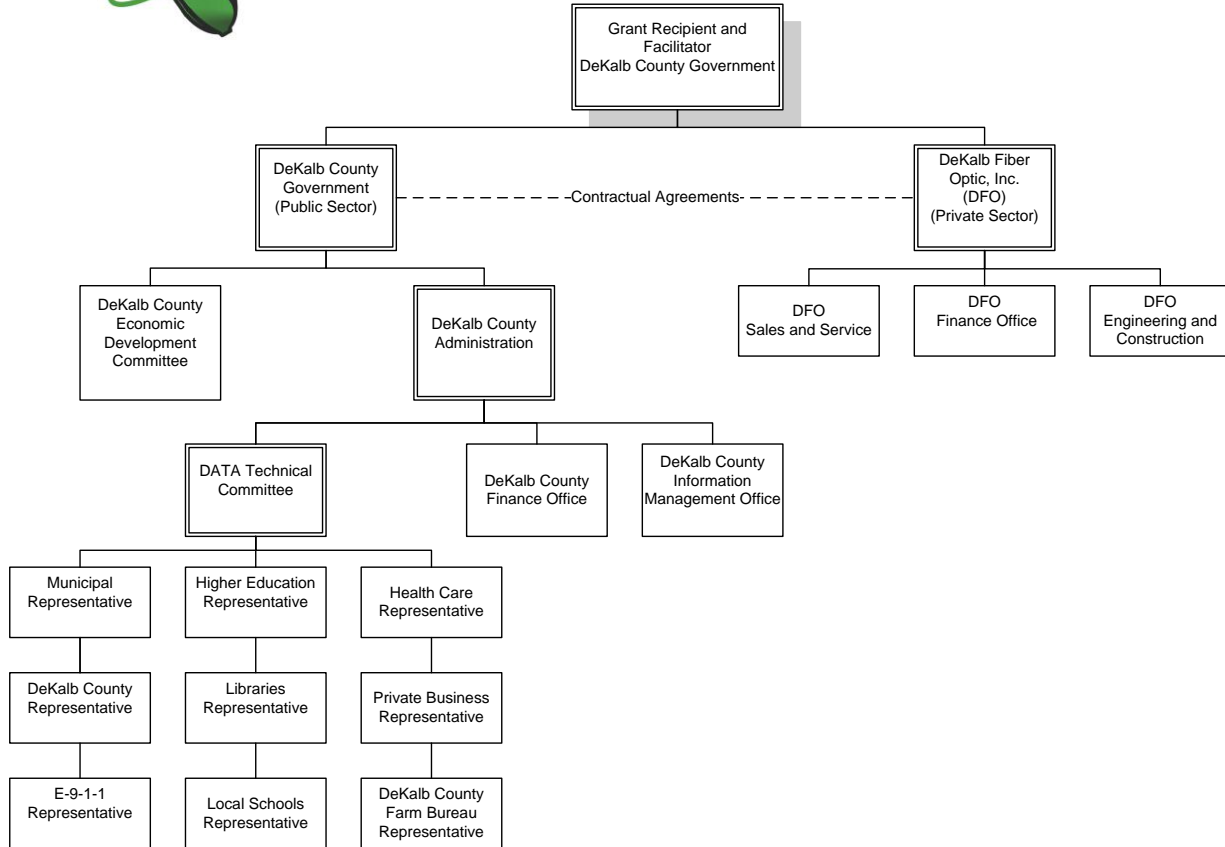 Grant Recipient and
Facilitator
DeKalb County Government
DeKalb County
Government
(Public Sector)
Contractual Agreements
DeKalb Fiber
Optic, Inc.
(DFO)
(Private Sector)
DeKalb County
Economic
Development
Committee
DeKalb County
Administration
DFO
Sales and Service
DFO
Finance Office
DFO
Engineering and
Construction
DATA Technical
Committee
DeKalb County
Finance Office
DeKalb County
Information
Management Office
Municipal
Representative
Higher Education
Representative
Health Care
Representative
DeKalb County
Representative
Libraries
Representative
Private Business
Representative
E-9-1-1
Representative
Local Schools
Representative
DeKalb County
Farm Bureau
Representative